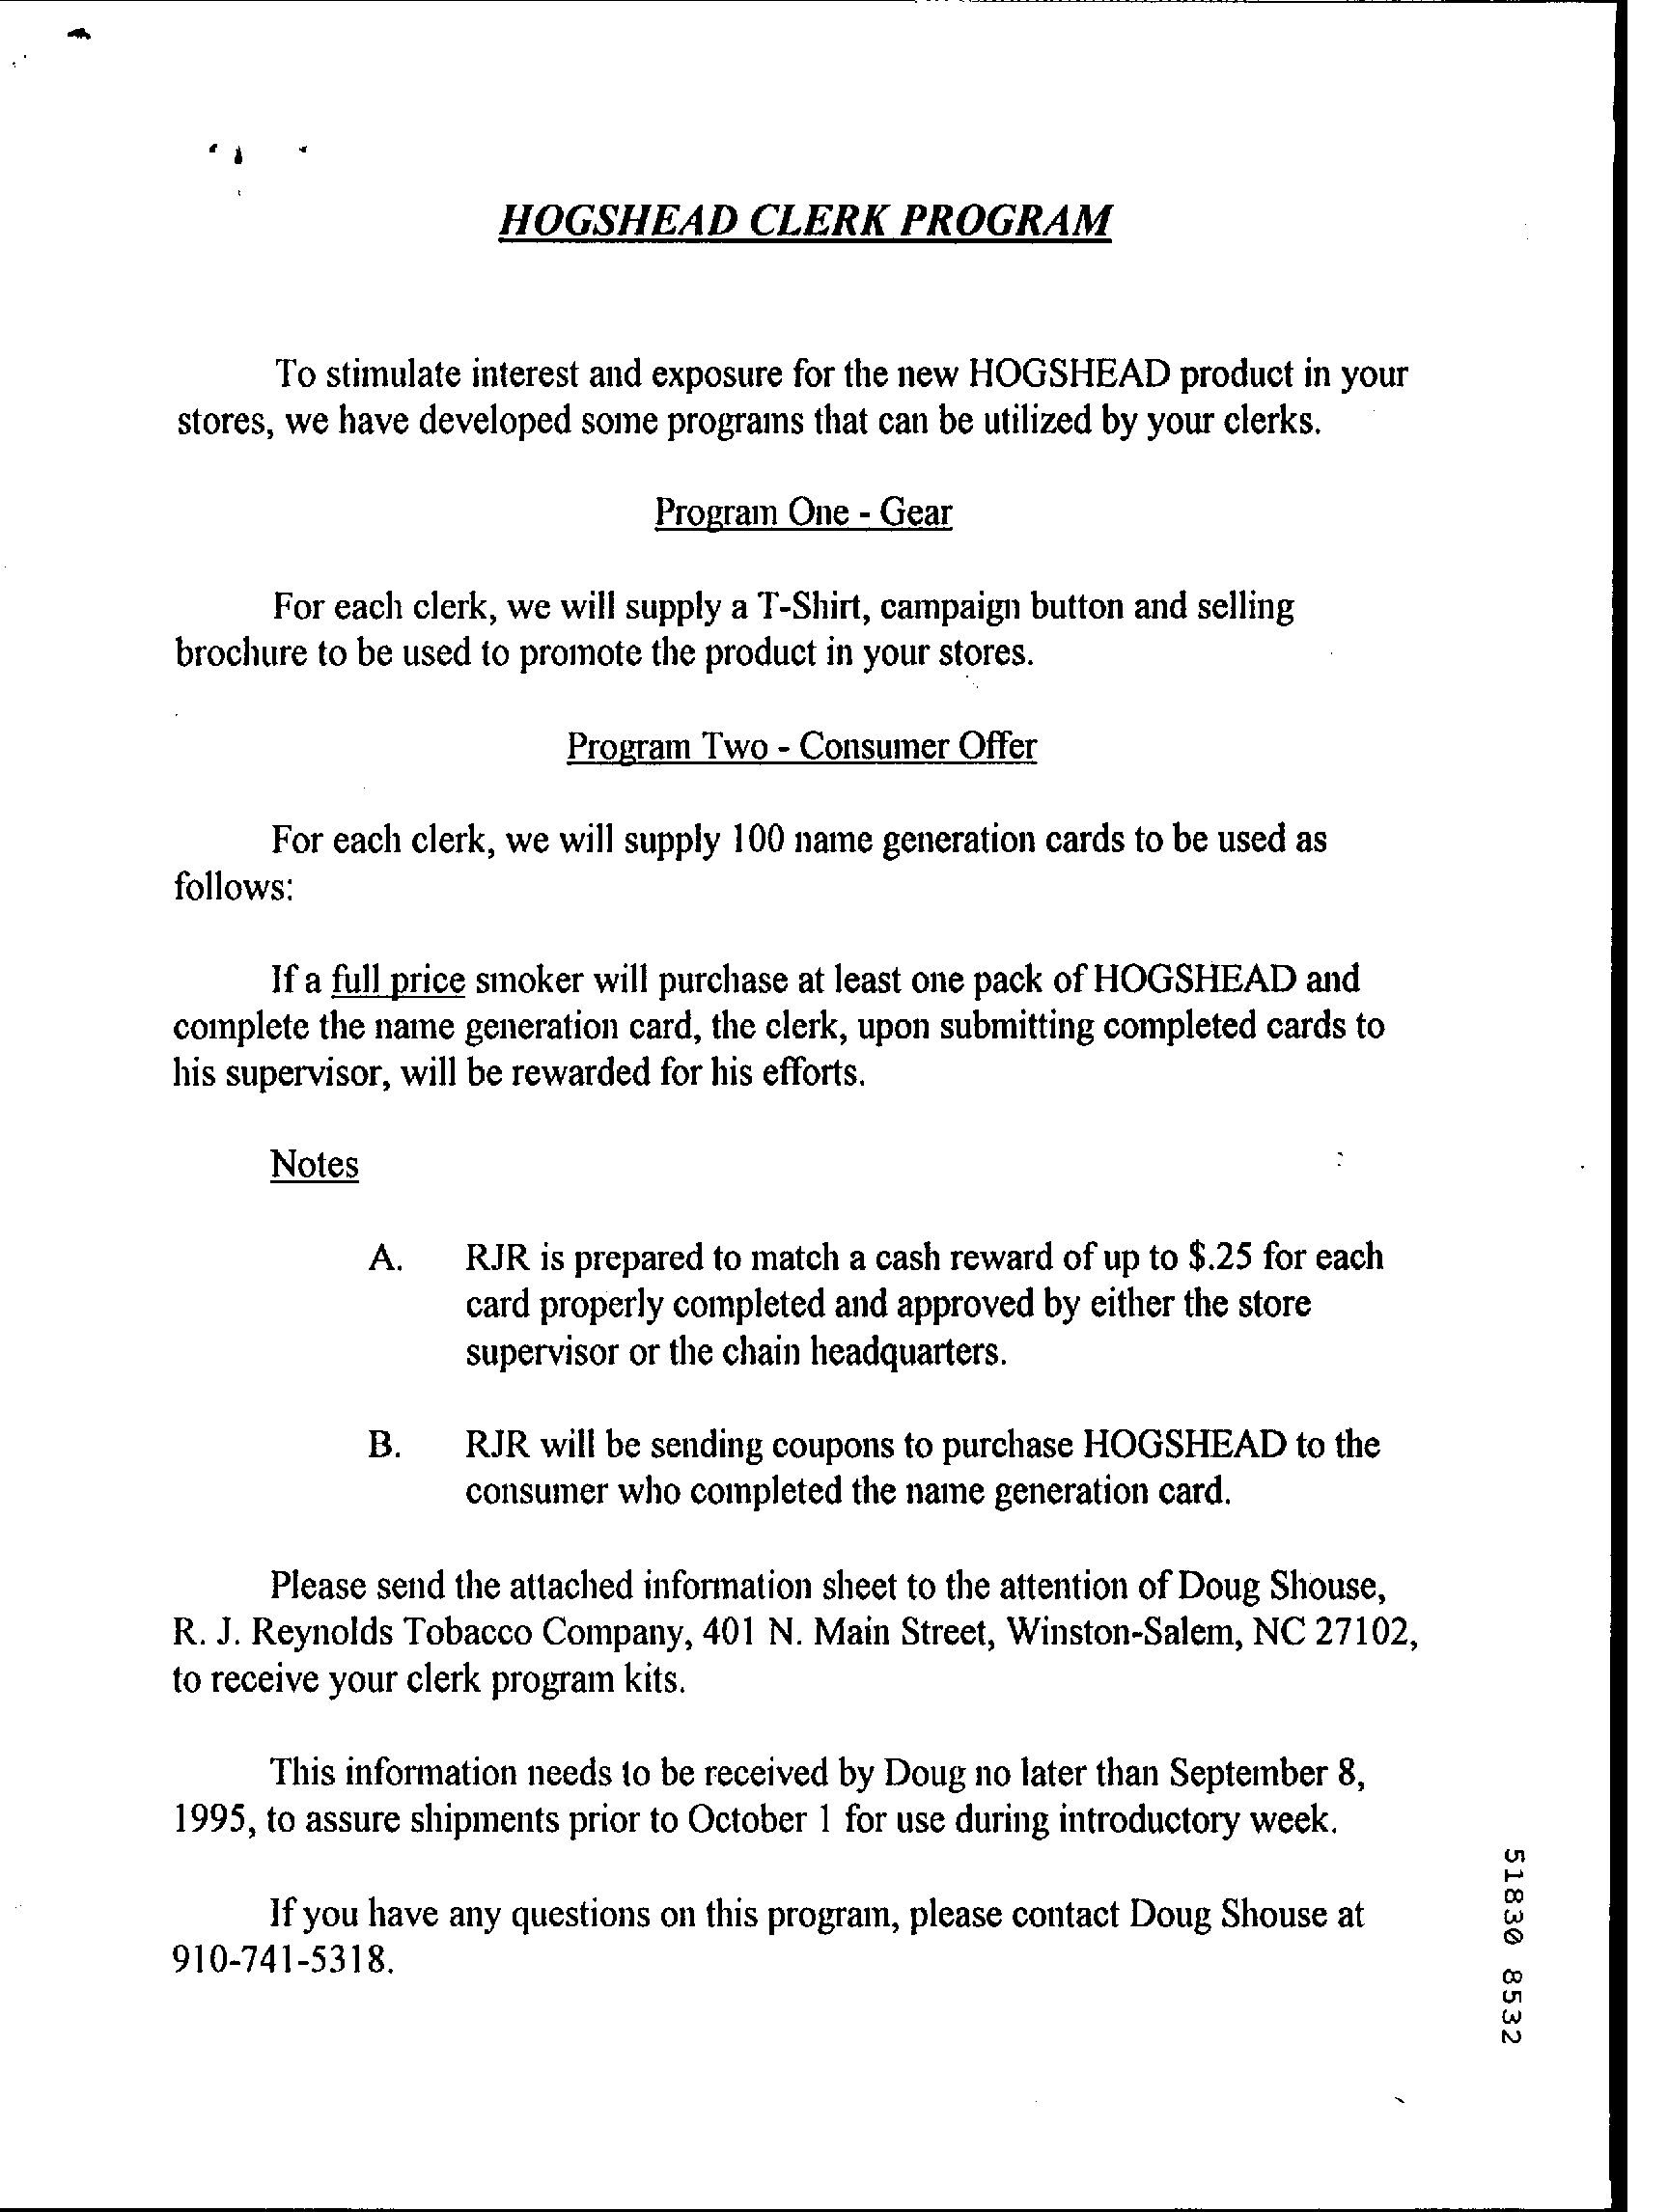 HOGSHEAD CLERK PROGRAM
To stimulate interest and exposure for the new HOGSHEAD product in your
stores, we have developed some programs that can be utilized by your clerks.
Program One - Gear
For each clerk, we will supply a T-Shirt, campaign button and selling
brochure to be used to promote the product in your stores.
Program Two - Consumer Offer
For each clerk, we will supply 100 name generation cards to be used as
follows:
If a full price smoker will purchase at least one pack of HOGSHEAD and
complete the name generation card, the clerk, upon submitting completed cards to
his supervisor, will be rewarded for his efforts.
Notes
A. RJR is prepared to match a cash reward of up to $.25 for each
card properly completed and approved by either the store
supervisor or the chain headquarters.
B. RJR will be sending coupons to purchase HOGSHEAD to the
consumer who completed the name generation card.
Please send the attached information sheet to the attention of Doug Shouse,
R. J. Reynolds Tobacco Company, 401 N. Main Street, Winston-Salem, NC 27102,
to receive your clerk program kits.
This information needs to be received by Doug no later than September 8,
1995, to assure shipments prior to October 1 for use during introductory week.
If you have any questions on this program, please contact Doug Shouse at
910-741-5318.
51830 8532